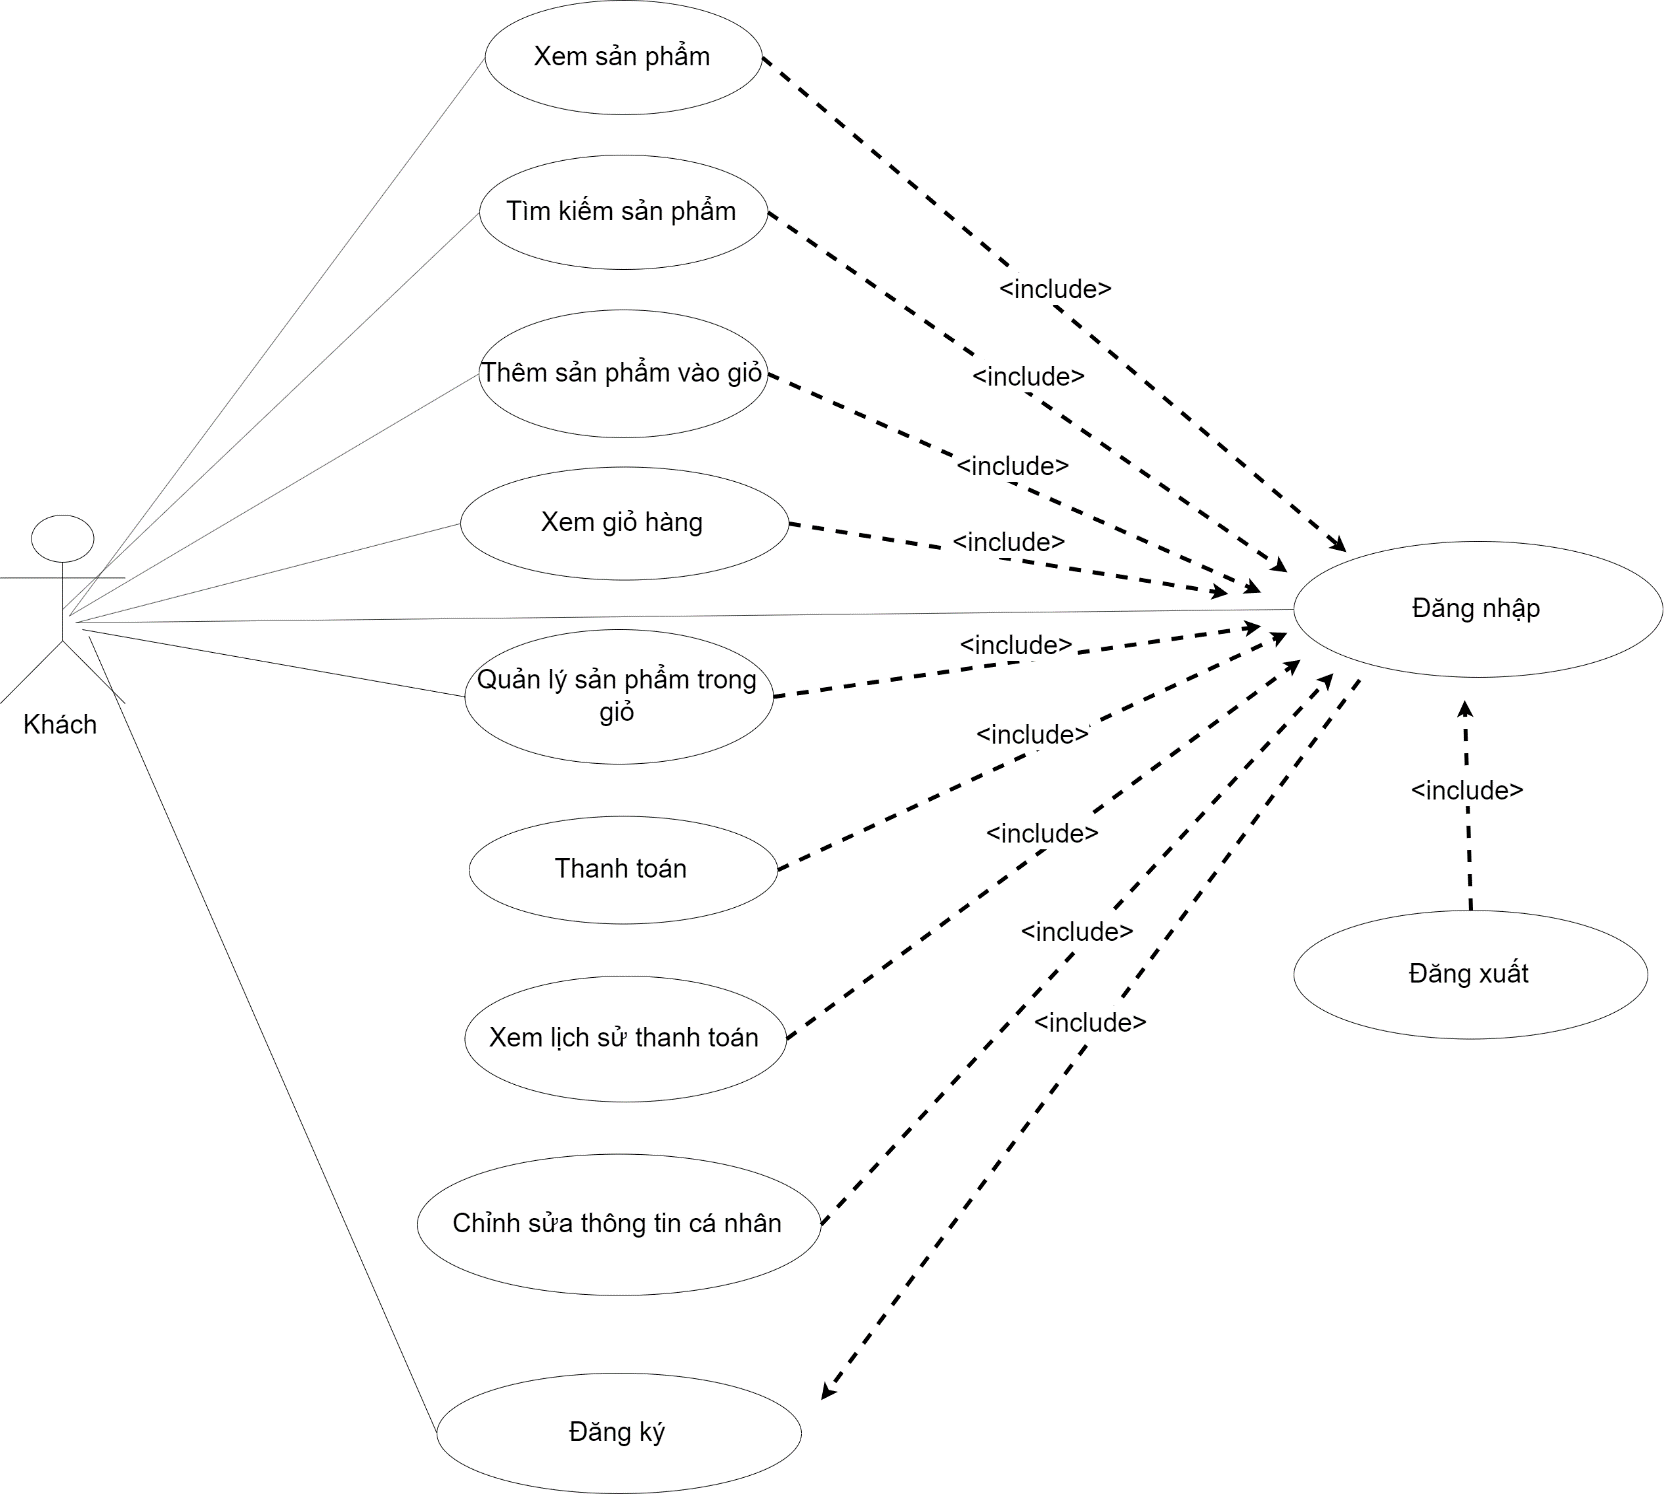 Xem sản phẩm
Tìm kiếm sản phẩm
<include>
<include>
Thêm sản phẩm vào giỏ
<include>
Xem giỏ hàng
<include>
Đăng nhập
<include>
Quản lý sản phẩm trong
giỏ
Khách
<include>
<include>
<include>
Thanh toán
<include>
Đăng xuất
<include>
Xem lịch sử thanh toán
Chỉnh sửa thông tin cá nhân
Đăng ký